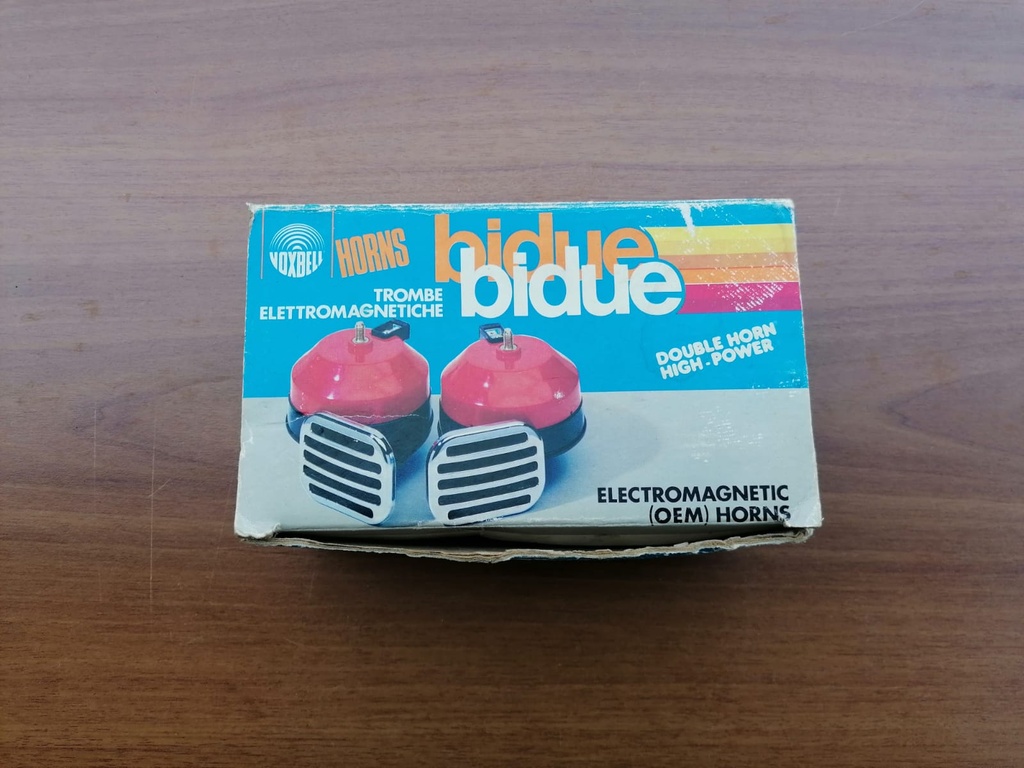 VOXBELL
HORNS
bidue
bidue
TROMBE
ELETTROMAGNETICHE
DOUBLE HORN
HIGH-POWER
ELECTROMAGNETIC
(OEM) HORNS